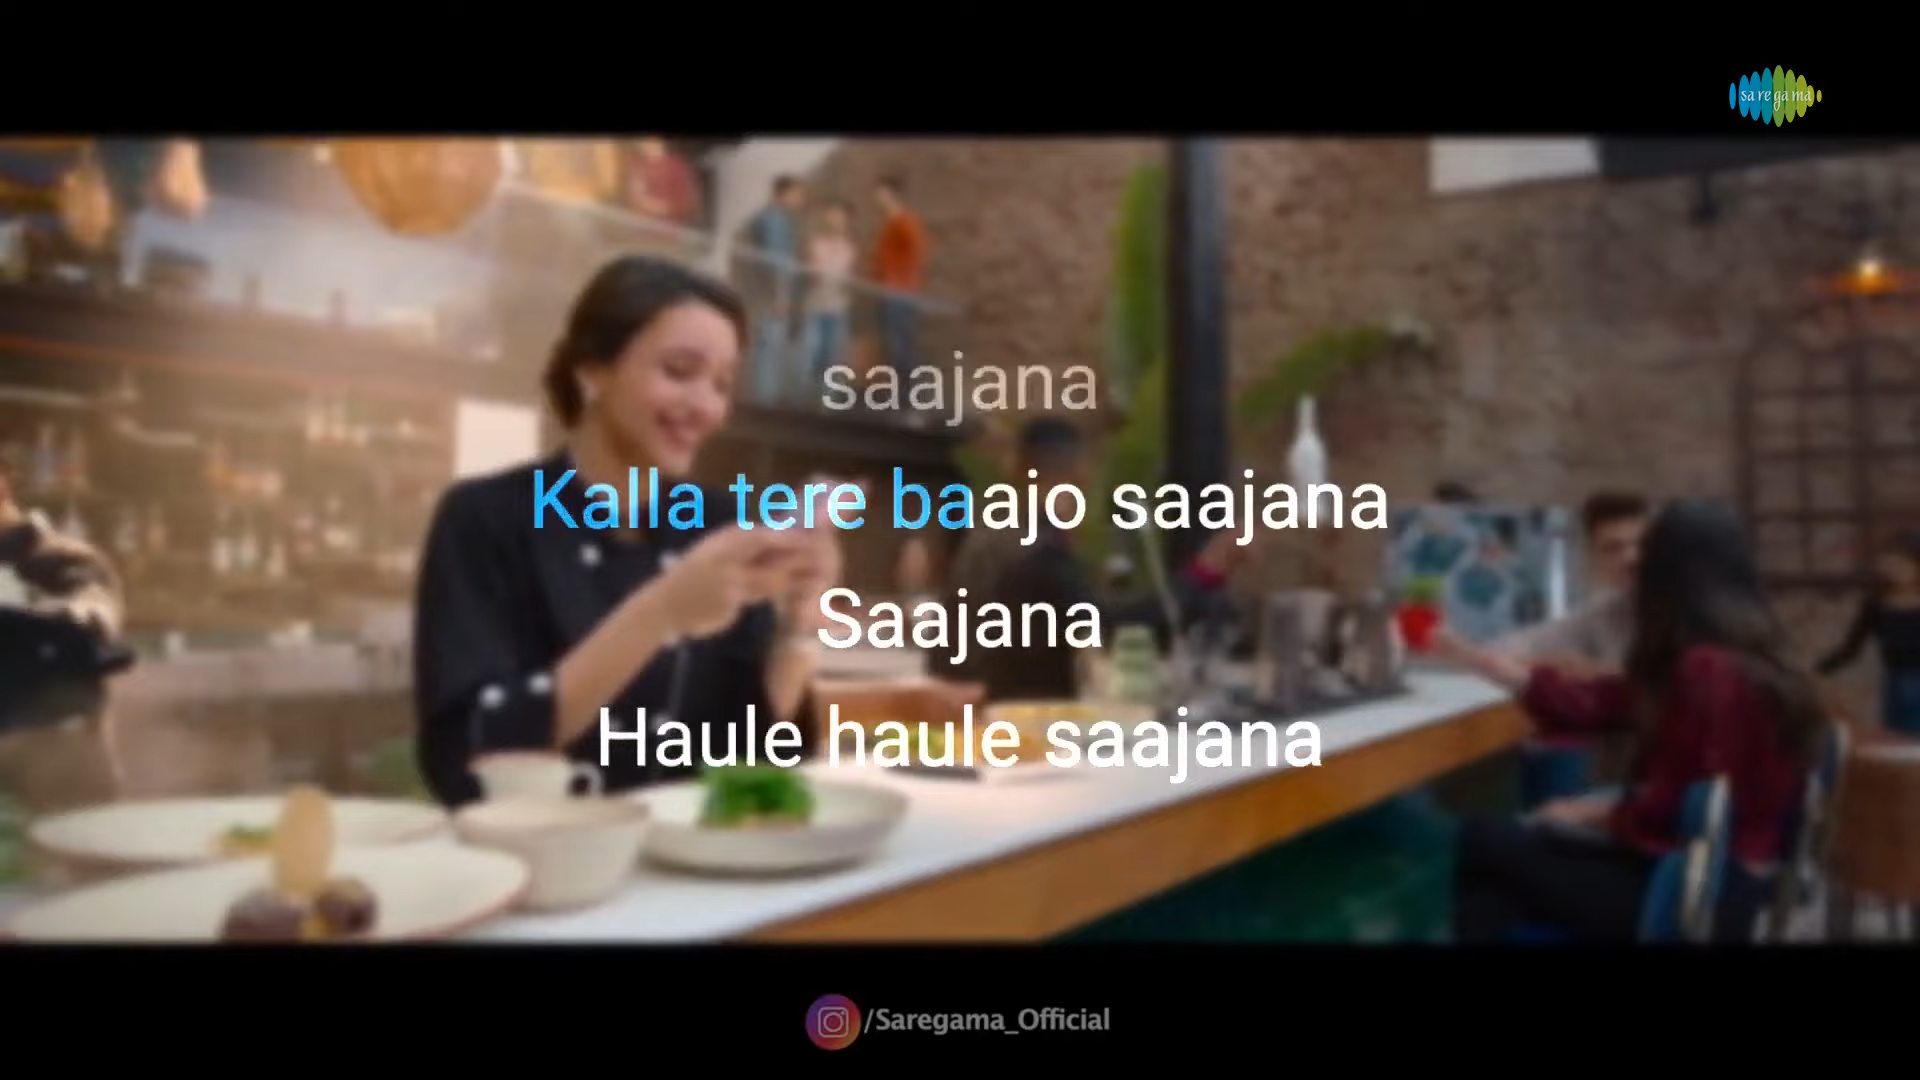 sa re ga ma
saajana
Kalla tere baajo saajana
Saajana
Haule haule saajana
/Saregama_Official